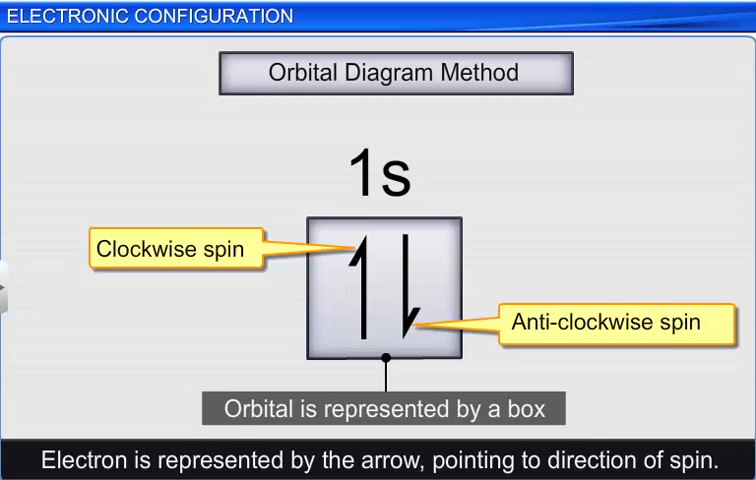 ELECTRONIC CONFIGURATION
Orbital Diagram Method
1s
Clockwise spin
Anti-clockwise spin
Orbital is represented by a box
Electron is represented by the arrow, pointing to direction of spin.